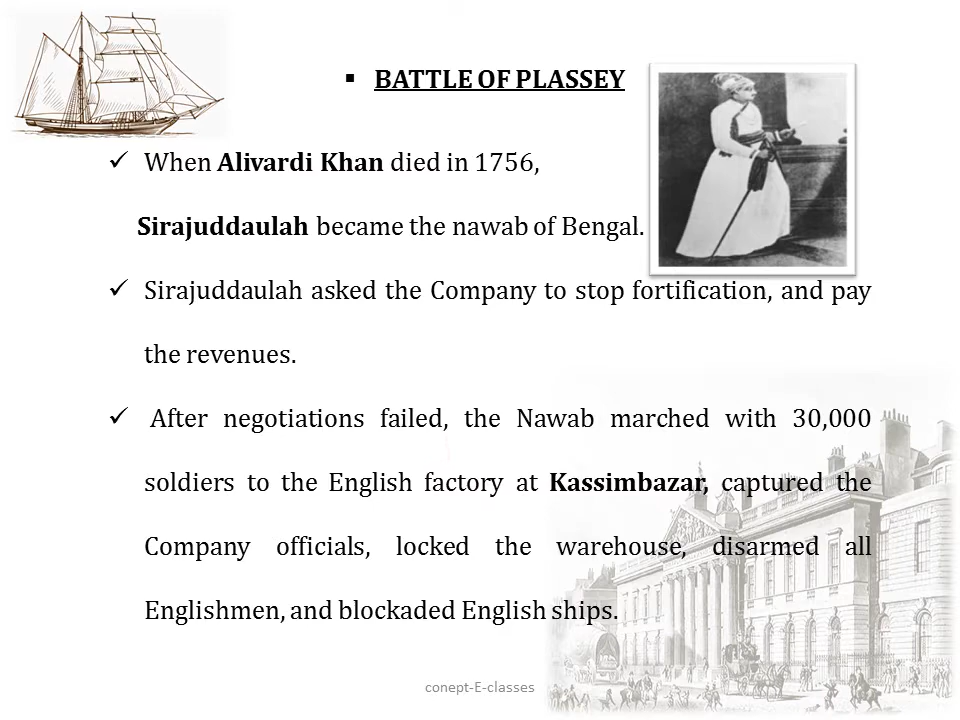 ▪ BATTLE OF PLASSEY
✓ When Alivardi Khan died in 1756,
Sirajuddaulah became the nawab of Bengal.
✓ Sirajuddaulah asked the Company to stop fortification, and pay
the revenues.
✓ After negotiations failed, the Nawab marched with 30,000
soldiers to the English factory at Kassimbazar, captured the
Company officials, locked the warehouse, disarmed all
Englishmen, and blockaded English ships.
conept-E-classes